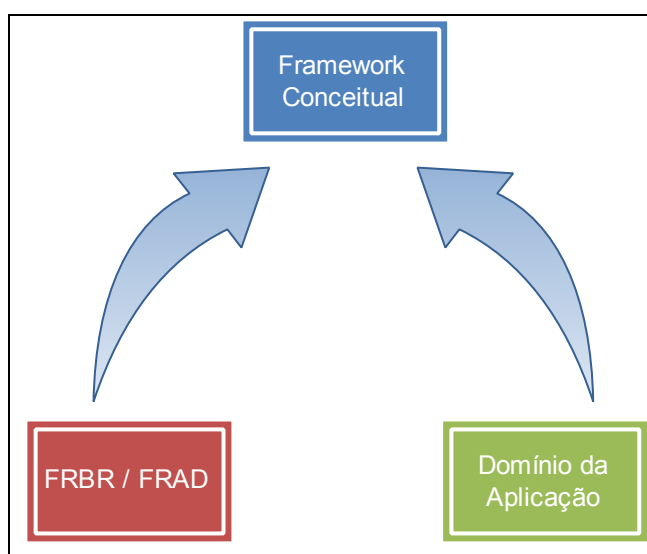 Framework
Conceitual
FRBR / FRAD
Domínio da
Aplicação